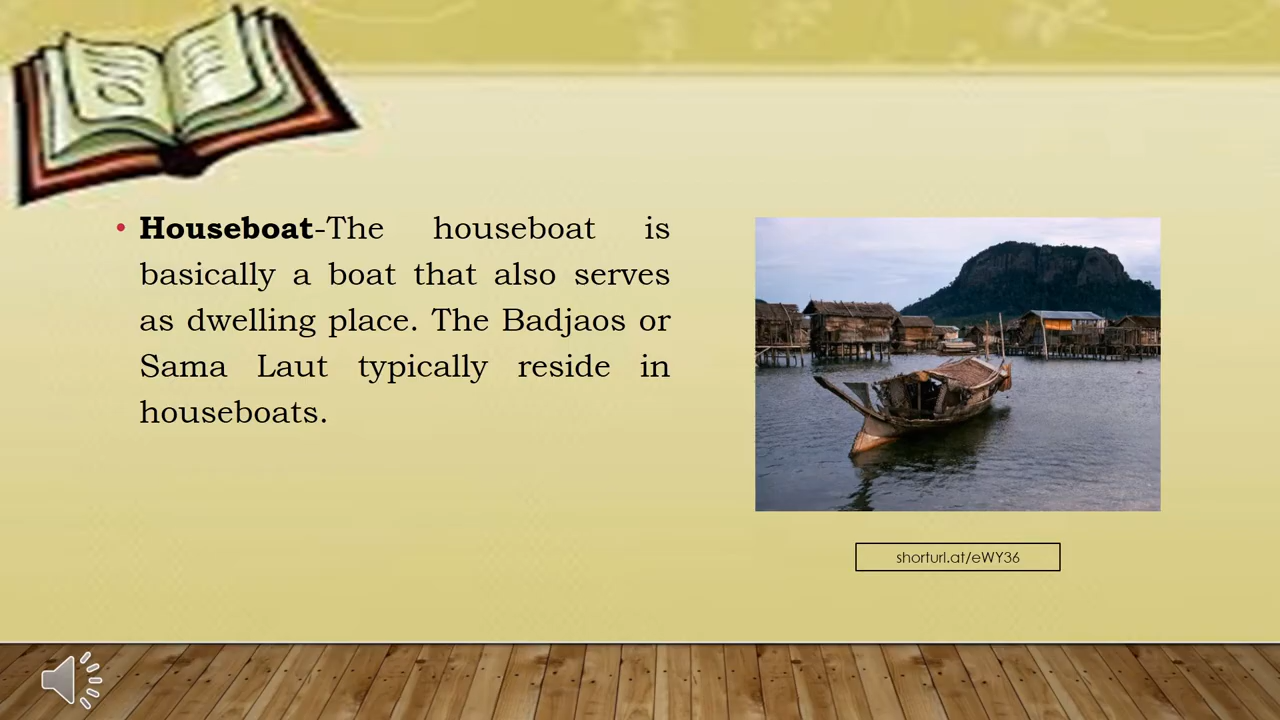 • Houseboat-The houseboat is
basically a boat that also serves
as dwelling place. The Badjaos or
Sama Laut typically reside in
houseboats.
shorturl.at/eWY36